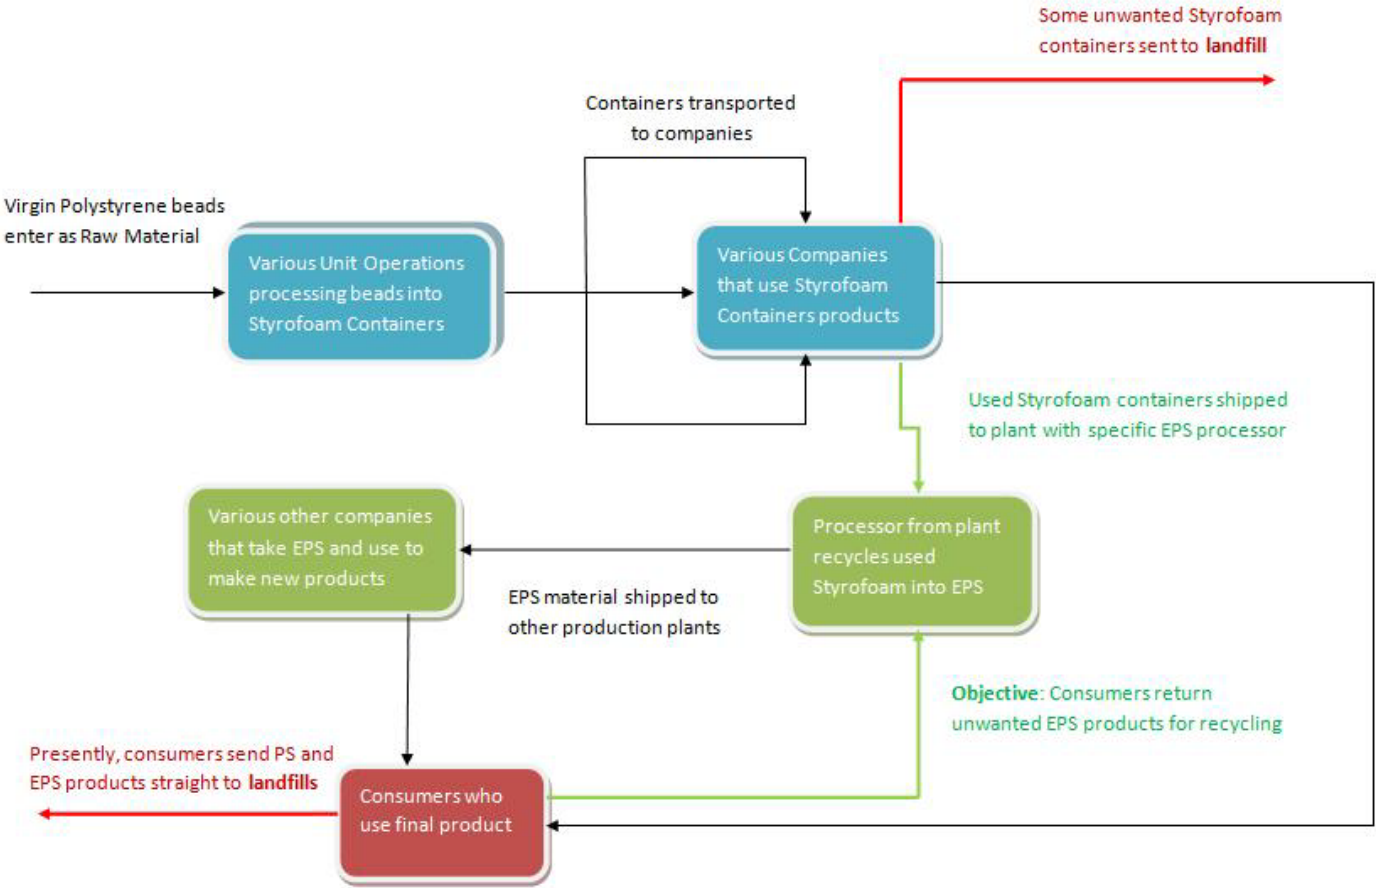 Some unwanted Styrofoam
containers sent to landfill
Containers transported
to companies
Virgin Polystyrene beads
enter as Raw Material
Various Unit Operations
processing beads into
Styrofoam Containers
Various Companies
that use Styrofoam
Containers products
Used Styrofoam containers shipped
to plant with specific EPS processor
Various other companies
that take EPS and use to
make new products
Processor from plant
recycles used
Styrofoam into EPS
EPS material shipped to
other production plants
Objective: Consumers return
unwanted EPS products for recycling
Presently, consumers send PS and
EPS products straight to landfills
Consumers who
use final product